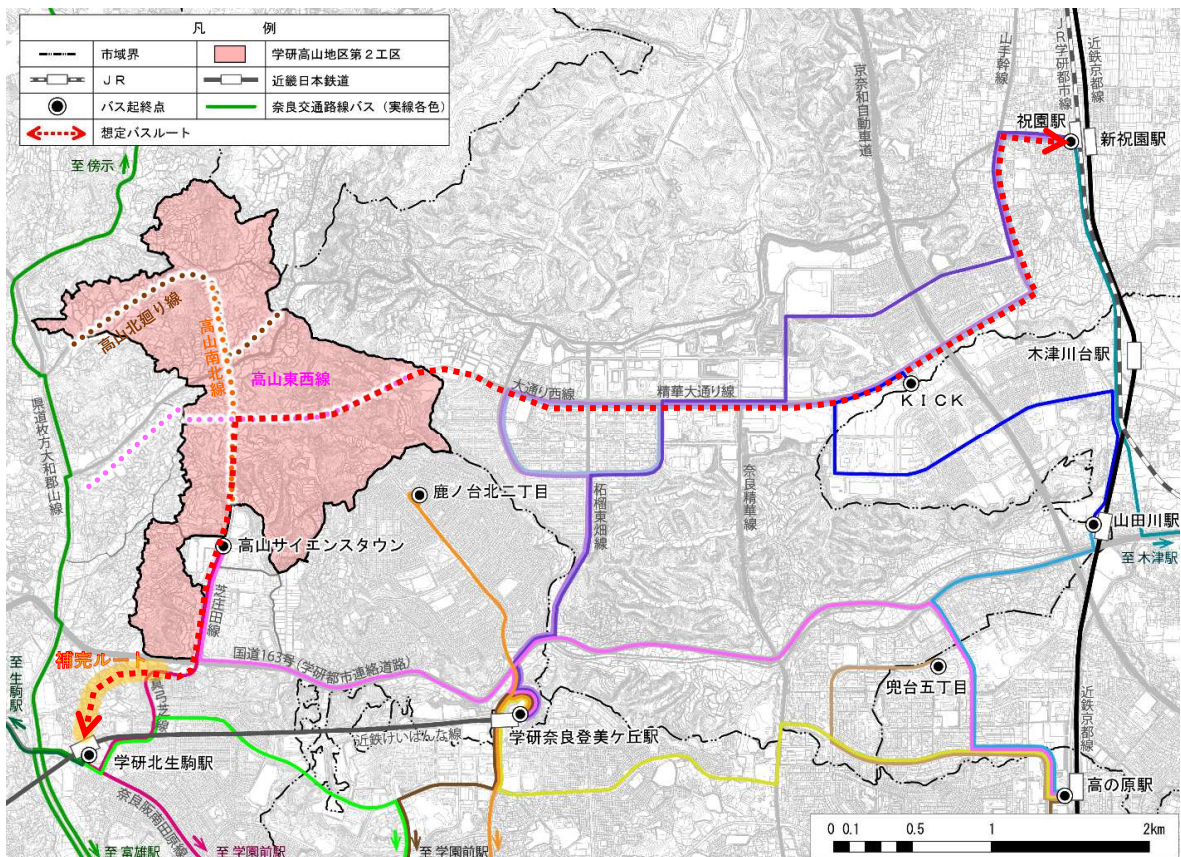 凡 例
市域界
学研高山地区第2工区
JR
近畿日本鉄道
バス起終点
奈良交通路線バス（実線各色）
想定バスルート
山手幹線
JR学研都市線
近鉄京都線
京奈和自動車道
祝園駅
新祝園駅
至 傍示
高山北廻り線
高山南北線
高山東西線
県道枚方大和郡山線
大通り西線
精華大通り線
KICK
木津川台駅
鹿ノ台北二丁目
柘榴東畑線
奈良精華線
山田川駅
至 木津駅
高山サイエンスタウン
芝庄田線
国道163号（学研都市連絡道路）
補完ルート
至 生駒駅
兜台五丁目
近鉄京都線
学研奈良登美ケ丘駅
近鉄けいはんな線
学研北生駒駅
奈良阪南田原線
高の原駅
至 富雄駅
至 学園前駅
至 学園前駅
0 0.1 0.5 1 2km